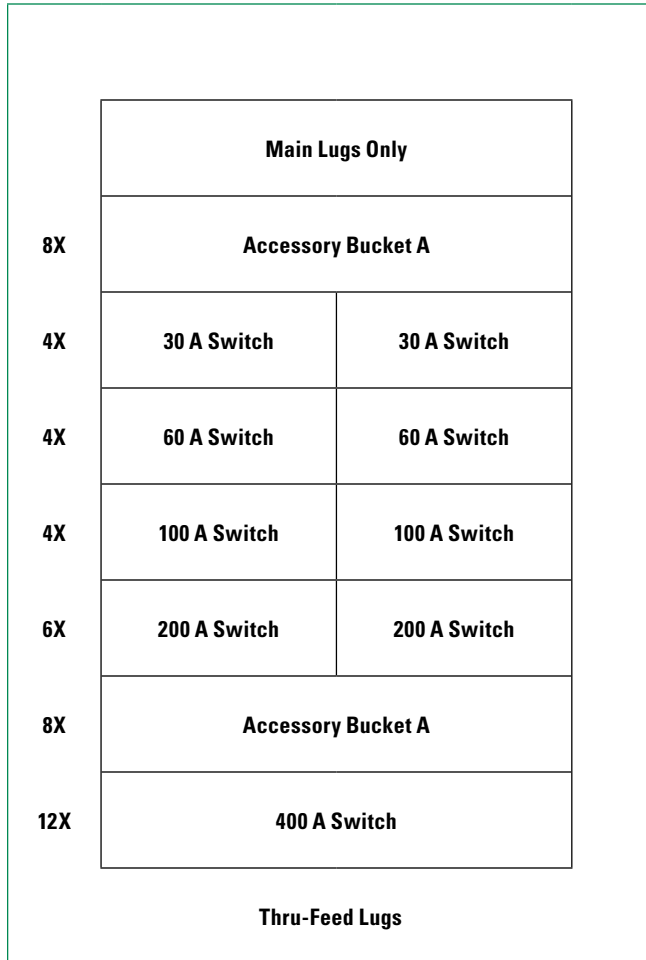 Main Lugs Only
8X Accessory Bucket A
4X 30 A Switch 30 A Switch
4X 60 A Switch 60 A Switch
4X 100 A Switch 100 A Switch
6X 200 A Switch 200 A Switch
8X Accessory Bucket A
12X 400 A Switch
Thru-Feed Lugs